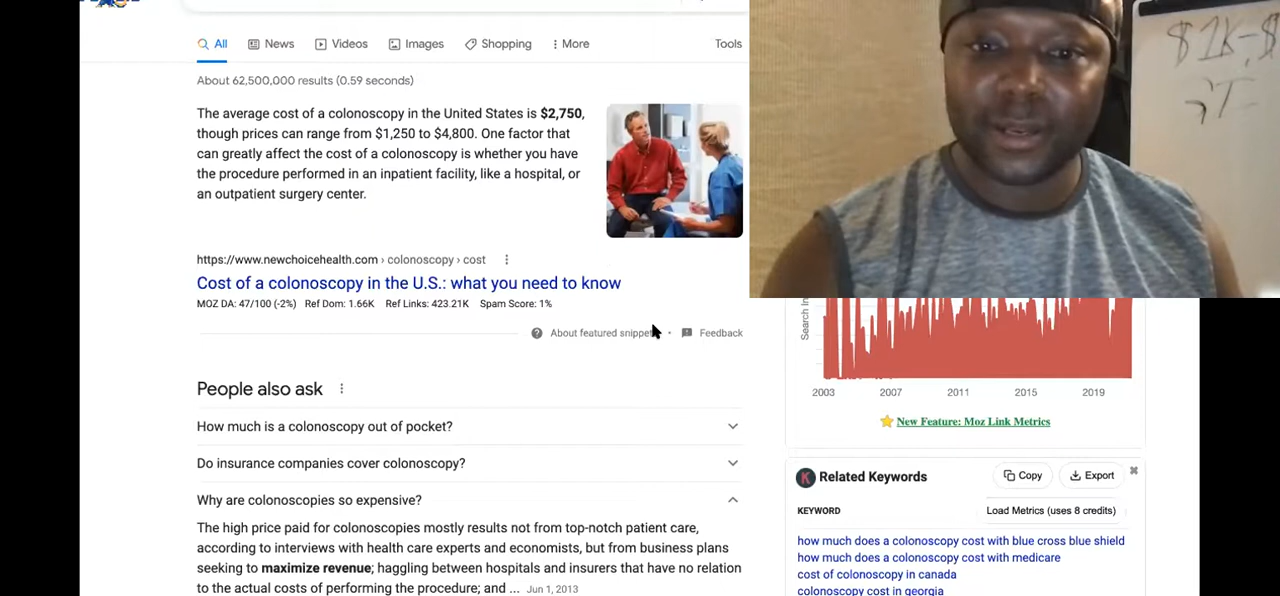 All
News
Videos
Images
Shopping
More
Tools
About 62,500,000 results (0.59 seconds)
The average cost of a colonoscopy in the United States is $2,750,
though prices can range from $1,250 to $4,800. One factor that
can greatly affect the cost of a colonoscopy is whether you have
the procedure performed in an inpatient facility, like a hospital, or
an outpatient surgery center.
https://www.newchoicehealth.com › colonoscopy › cost
Cost of a colonoscopy in the U.S.: what you need to know
MOZ DA: 47/100 (-2%) Ref Dom: 1.66K Ref Links: 423.21K Spam Score: 1%
About featured snippets • Feedback
People also ask
How much is a colonoscopy out of pocket?
Do insurance companies cover colonoscopy?
Why are colonoscopies so expensive?
The high price paid for colonoscopies mostly results not from top-notch patient care,
according to interviews with health care experts and economists, but from business plans
seeking to maximize revenue; haggling between hospitals and insurers that have no relation
to the actual costs of performing the procedure; and ... Jun 1, 2013
$1K-$
Search In
2003 2007 2011 2015 2019
New Feature: Moz Link Metrics
Related Keywords
Copy
Export
KEYWORD
Load Metrics (uses 8 credits)
how much does a colonoscopy cost with blue cross blue shield
how much does a colonoscopy cost with medicare
cost of colonoscopy in canada
colonoscopy cost in georgia